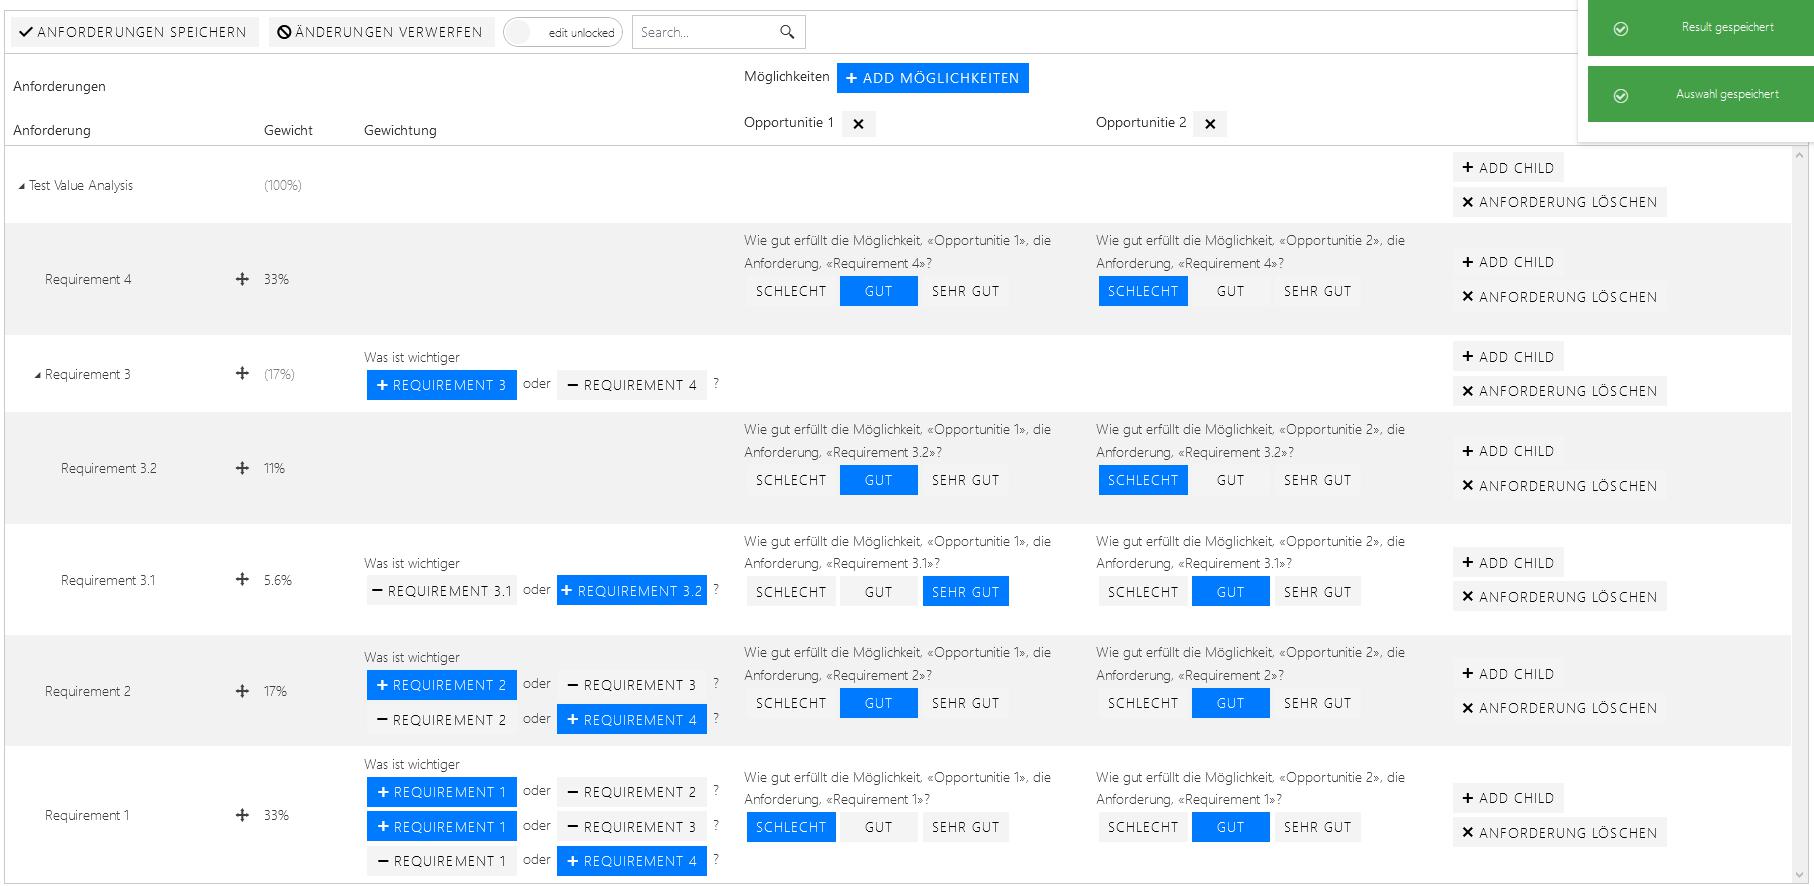 ANFORDERUNGEN SPEICHERN ÄNDERUNGEN VERWERFEN edit unlocked Search...
Result gespeichert
Auswahl gespeichert
Anforderungen
Möglichkeiten ADD MÖGLICHKEITEN
Anforderung Gewicht Gewichtung Opportunitie 1 Opportunitie 2
Test Value Analysis (100%)
ADD CHILD
ANFORDERUNG LÖSCHEN
Requirement 4 33%
Wie gut erfüllt die Möglichkeit, «Opportunitie 1», die
Anforderung, «Requirement 4»?
SCHLECHT GUT SEHR GUT
Wie gut erfüllt die Möglichkeit, «Opportunitie 2», die
Anforderung, «Requirement 4»?
SCHLECHT GUT SEHR GUT
ADD CHILD
ANFORDERUNG LÖSCHEN
Requirement 3 (17%)
Was ist wichtiger
REQUIREMENT 3 oder REQUIREMENT 4 ?
ADD CHILD
ANFORDERUNG LÖSCHEN
Requirement 3.2 11%
Wie gut erfüllt die Möglichkeit, «Opportunitie 1», die
Anforderung, «Requirement 3.2»?
SCHLECHT GUT SEHR GUT
Wie gut erfüllt die Möglichkeit, «Opportunitie 2», die
Anforderung, «Requirement 3.2»?
SCHLECHT GUT SEHR GUT
ADD CHILD
ANFORDERUNG LÖSCHEN
Requirement 3.1 5.6%
Was ist wichtiger
REQUIREMENT 3.1 oder REQUIREMENT 3.2 ?
Wie gut erfüllt die Möglichkeit, «Opportunitie 1», die
Anforderung, «Requirement 3.1»?
SCHLECHT GUT SEHR GUT
Wie gut erfüllt die Möglichkeit, «Opportunitie 2», die
Anforderung, «Requirement 3.1»?
SCHLECHT GUT SEHR GUT
ADD CHILD
ANFORDERUNG LÖSCHEN
Requirement 2 17%
Was ist wichtiger
REQUIREMENT 2 oder REQUIREMENT 3 ?
REQUIREMENT 2 oder REQUIREMENT 4 ?
Wie gut erfüllt die Möglichkeit, «Opportunitie 1», die
Anforderung, «Requirement 2»?
SCHLECHT GUT SEHR GUT
Wie gut erfüllt die Möglichkeit, «Opportunitie 2», die
Anforderung, «Requirement 2»?
SCHLECHT GUT SEHR GUT
ADD CHILD
ANFORDERUNG LÖSCHEN
Requirement 1 33%
Was ist wichtiger
REQUIREMENT 1 oder REQUIREMENT 2 ?
REQUIREMENT 1 oder REQUIREMENT 3 ?
REQUIREMENT 1 oder REQUIREMENT 4 ?
Wie gut erfüllt die Möglichkeit, «Opportunitie 1», die
Anforderung, «Requirement 1»?
SCHLECHT GUT SEHR GUT
Wie gut erfüllt die Möglichkeit, «Opportunitie 2», die
Anforderung, «Requirement 1»?
SCHLECHT GUT SEHR GUT
ADD CHILD
ANFORDERUNG LÖSCHEN